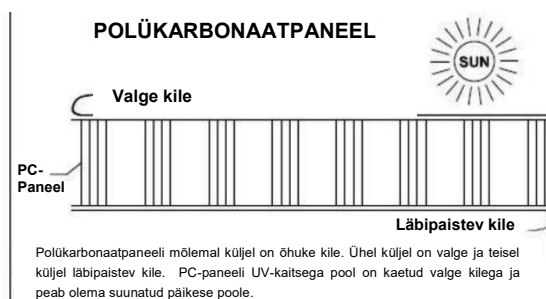 POLÜKARBONAATPANEEL
SUN
Valge kile
PC-
Paneel
Läbipaistev kile
Polükarbonaatpaneeli mõlemal küljel on õhuke kile. Ühel küljel on valge ja teisel
küljel läbipaistev kile. PC-paneeli UV-kaitsega pool on kaetud valge kilega ja
peab olema suunatud päikese poole.